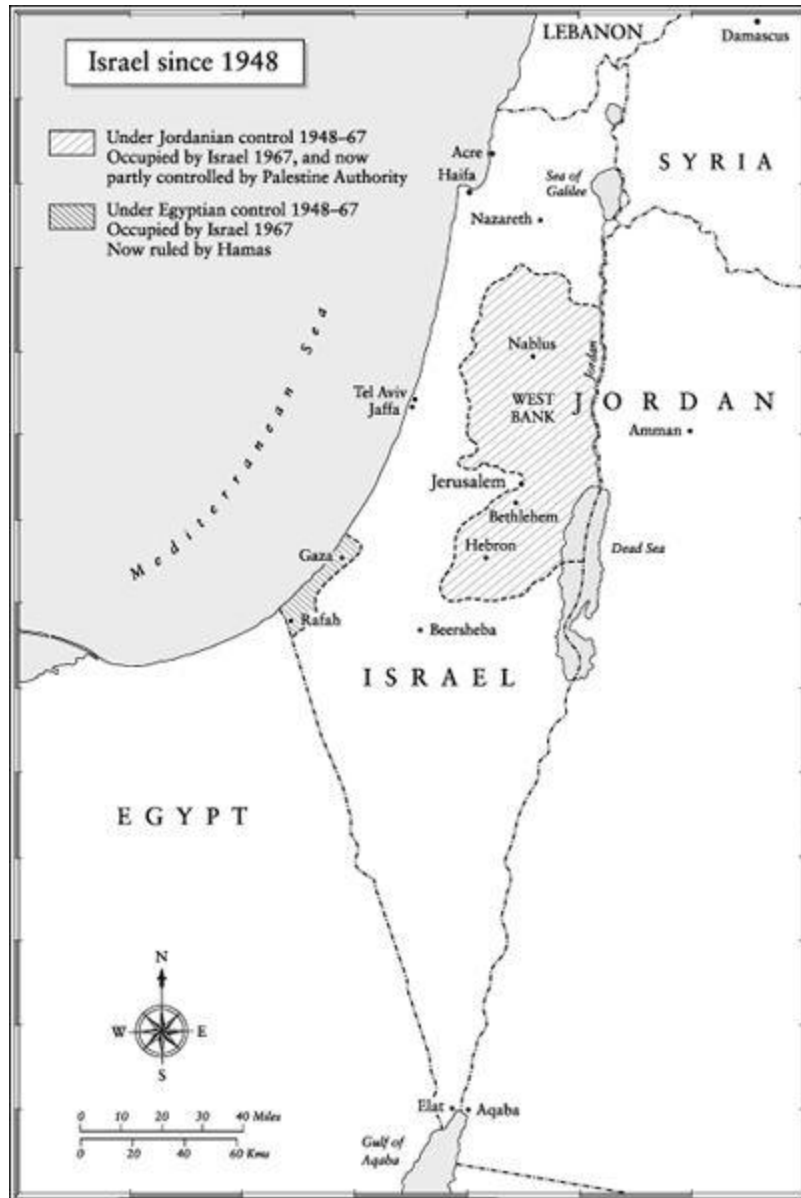 Israel since 1948
Under Jordanian control 1948–67
Occupied by Israel 1967, and now
partly controlled by Palestine Authority
Under Egyptian control 1948–67
Occupied by Israel 1967
Now ruled by Hamas
LEBANON
Damascus
SYRIA
Acre
Haifa
Sea of
Galilee
Nazareth
Mediterranean Sea
Nablus
Jordan
Tel Aviv
Jaffa
WEST
BANK
JORDAN
Amman
Jerusalem
Bethlehem
Hebron
Dead Sea
Gaza
Rafah
Beersheba
ISRAEL
EGYPT
N
W
E
S
Elat
Aqaba
0 10 20 30 40 Miles
0 20 40 60 Kms
Gulf of
Aqaba